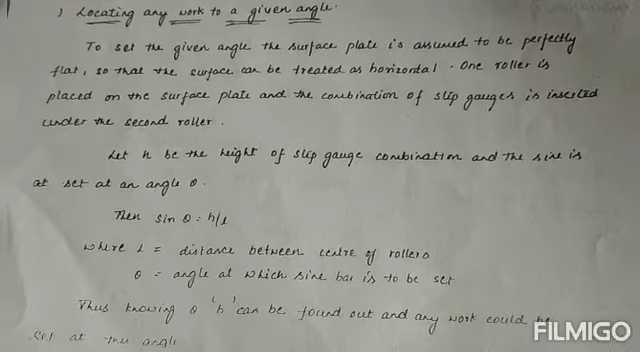 ) Locating any work to a given angle.
To set the given angle the surface plate is assumed to be perfectly
flat, so that the surface can be treated as horizontal. One roller is
placed on the surface plate and the combination of slip gauges is inserted
under the second roller.
Let h be the height of slip gauge combination and the sine is
at set at an angle θ.
Then sin θ = h/l
where l = distance between centre of rollers
θ = angle at which sine bar is to be set
Thus knowing θ 'h' can be found out and any work could be
set at this angle
FILMIGO